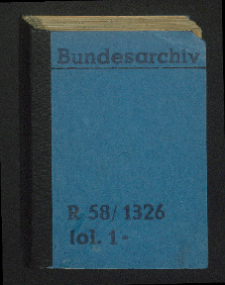 Bundesarchiv
R 58/1326
fol. 1-